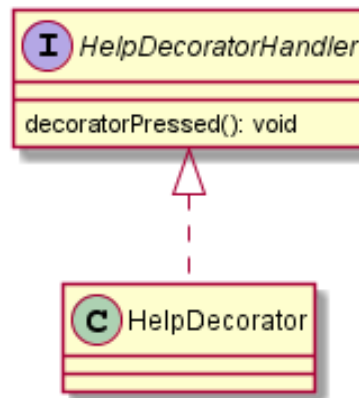 I HelpDecoratorHandler
decoratorPressed(): void
C HelpDecorator